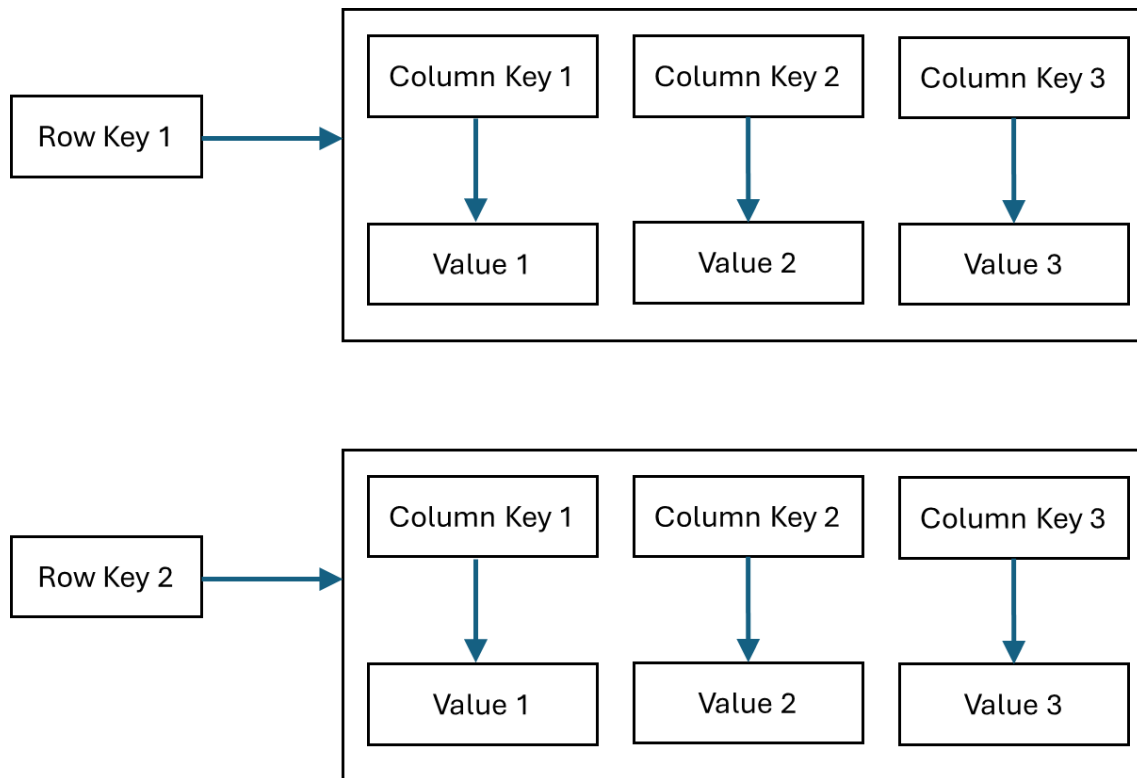 Column Key 1
Column Key 2
Column Key 3
Row Key 1
Value 1
Value 2
Value 3
Column Key 1
Column Key 2
Column Key 3
Row Key 2
Value 1
Value 2
Value 3